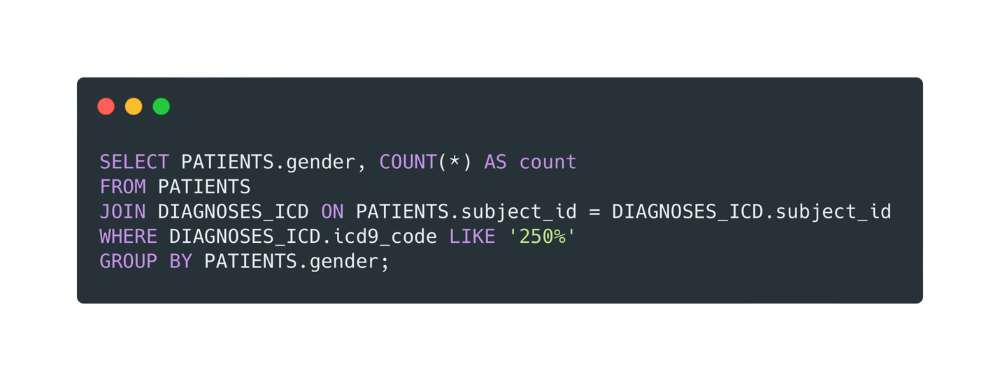 SELECT PATIENTS.gender, COUNT(*) AS count
FROM PATIENTS
JOIN DIAGNOSES_ICD ON PATIENTS.subject_id = DIAGNOSES_ICD.subject_id
WHERE DIAGNOSES_ICD.icd9_code LIKE '250%'
GROUP BY PATIENTS.gender;